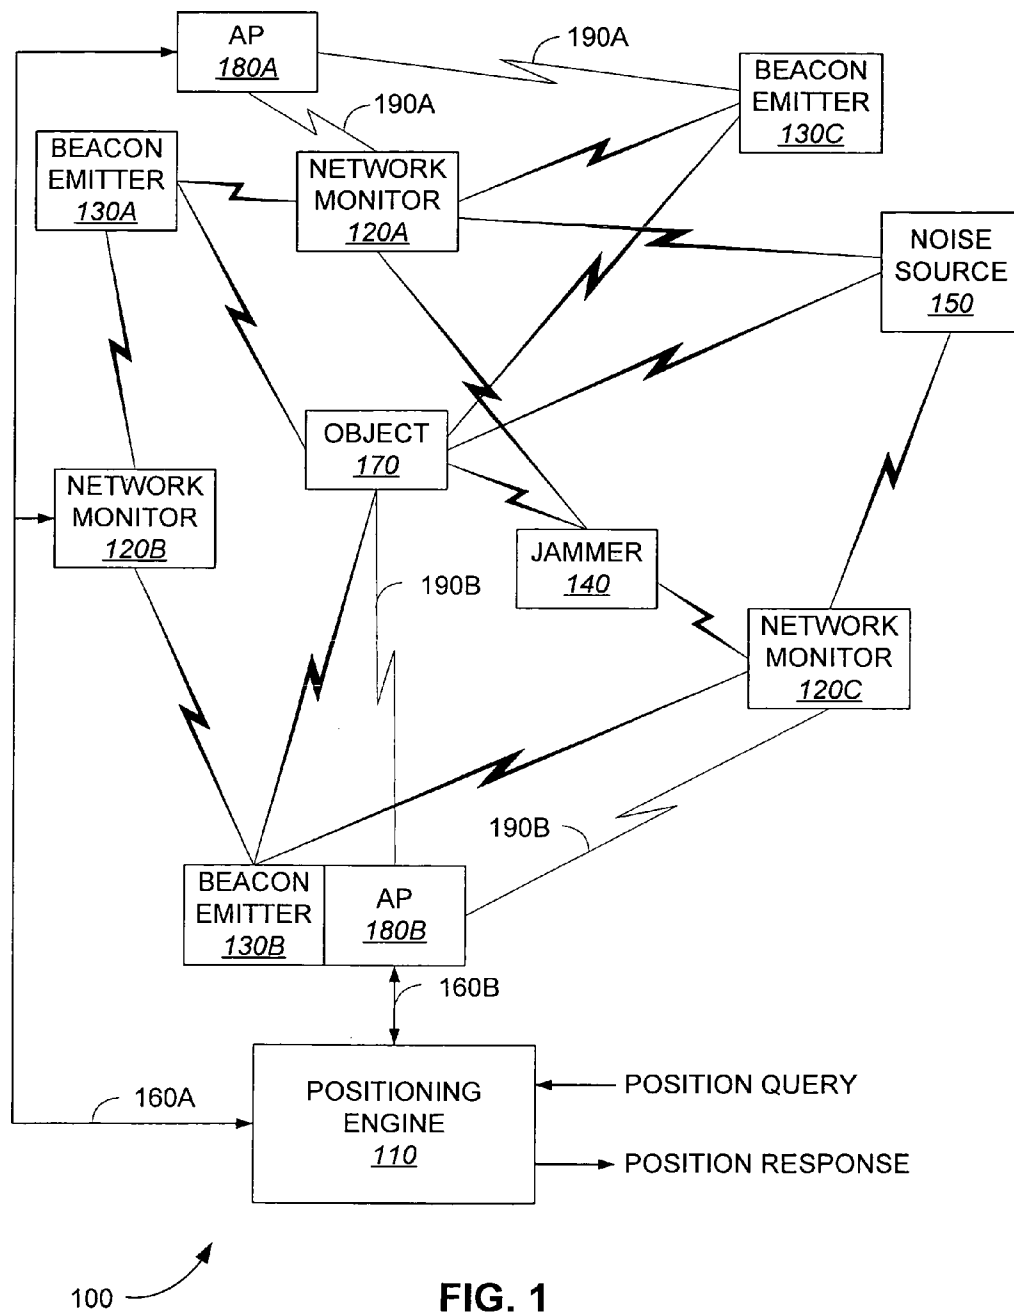 AP
180A
190A
190A
BEACON
EMITTER
130C
BEACON
EMITTER
130A
NETWORK
MONITOR
120A
NOISE
SOURCE
150
OBJECT
170
NETWORK
MONITOR
120B
JAMMER
140
190B
NETWORK
MONITOR
120C
190B
BEACON
EMITTER
130B
AP
180B
160B
160A
POSITIONING
ENGINE
110
POSITION QUERY
POSITION RESPONSE
100
FIG. 1